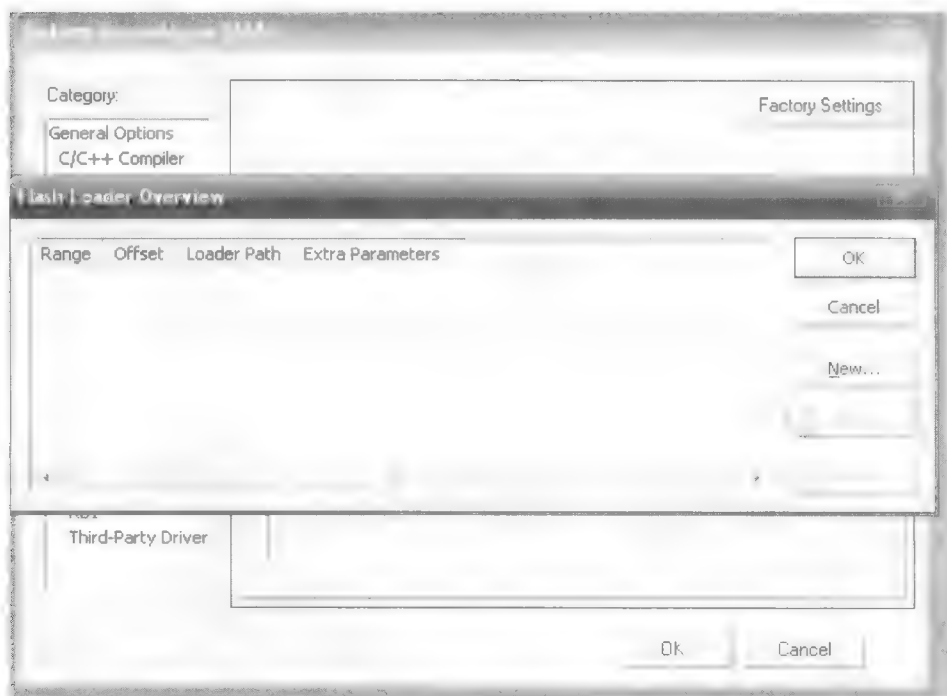 Category:
Factory Settings
General Options
C/C++ Compiler
Flash Loader Overview
Range Offset Loader Path Extra Parameters
OK
Cancel
New...
Third-Party Driver
OK
Cancel